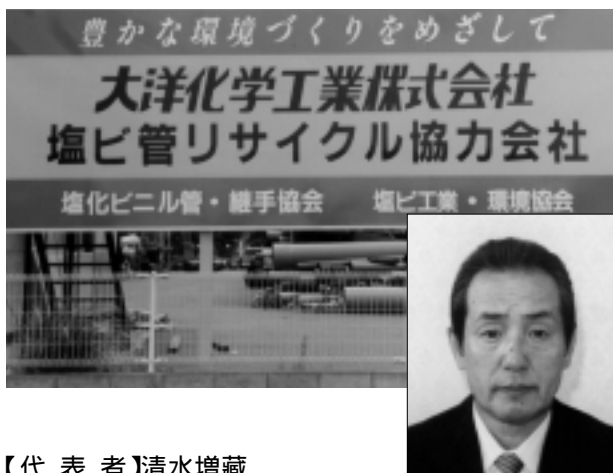 豊かな環境づくりをめざして
大洋化学工業株式会社
塩ビ管リサイクル協力会社
塩化ビニル管・継手協会 塩ビ工業・環境協会
【代 表 者】清水増藏